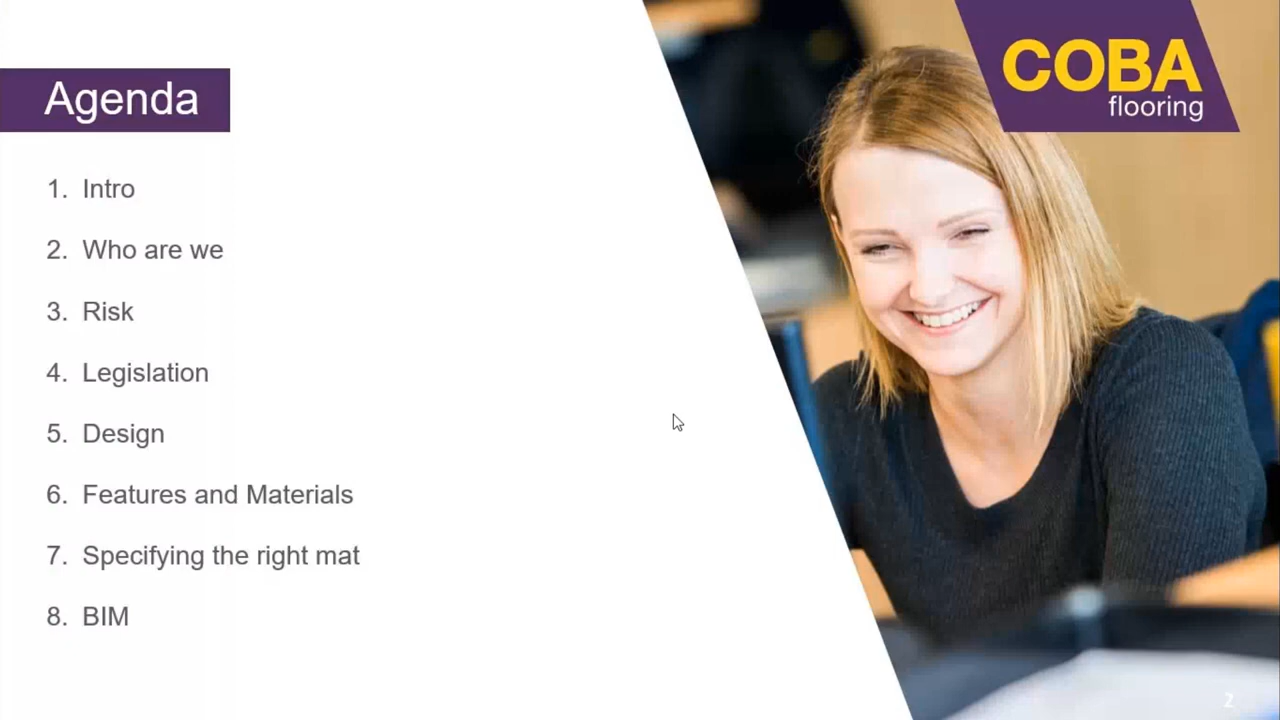 Agenda
COBA
flooring
1. Intro
2. Who are we
3. Risk
4. Legislation
5. Design
6. Features and Materials
7. Specifying the right mat
8. BIM
2